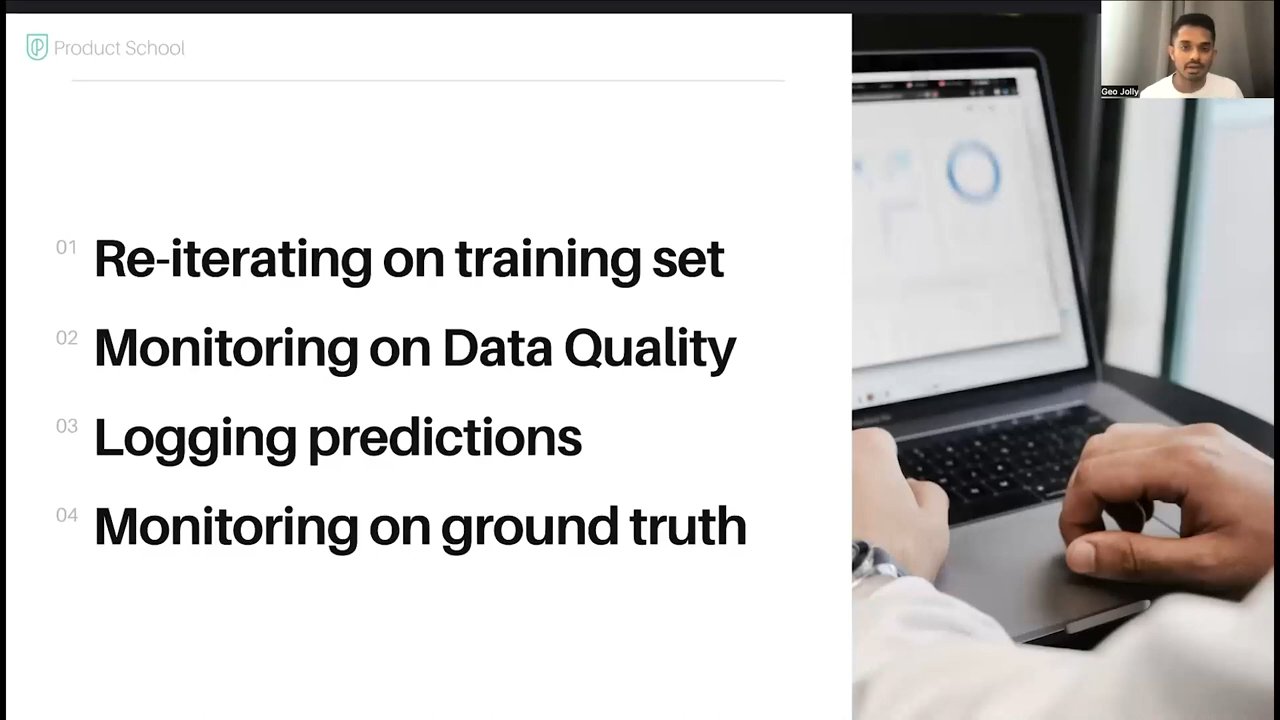 Product School
Geo Jolly
01 Re-iterating on training set
02 Monitoring on Data Quality
03 Logging predictions
04 Monitoring on ground truth